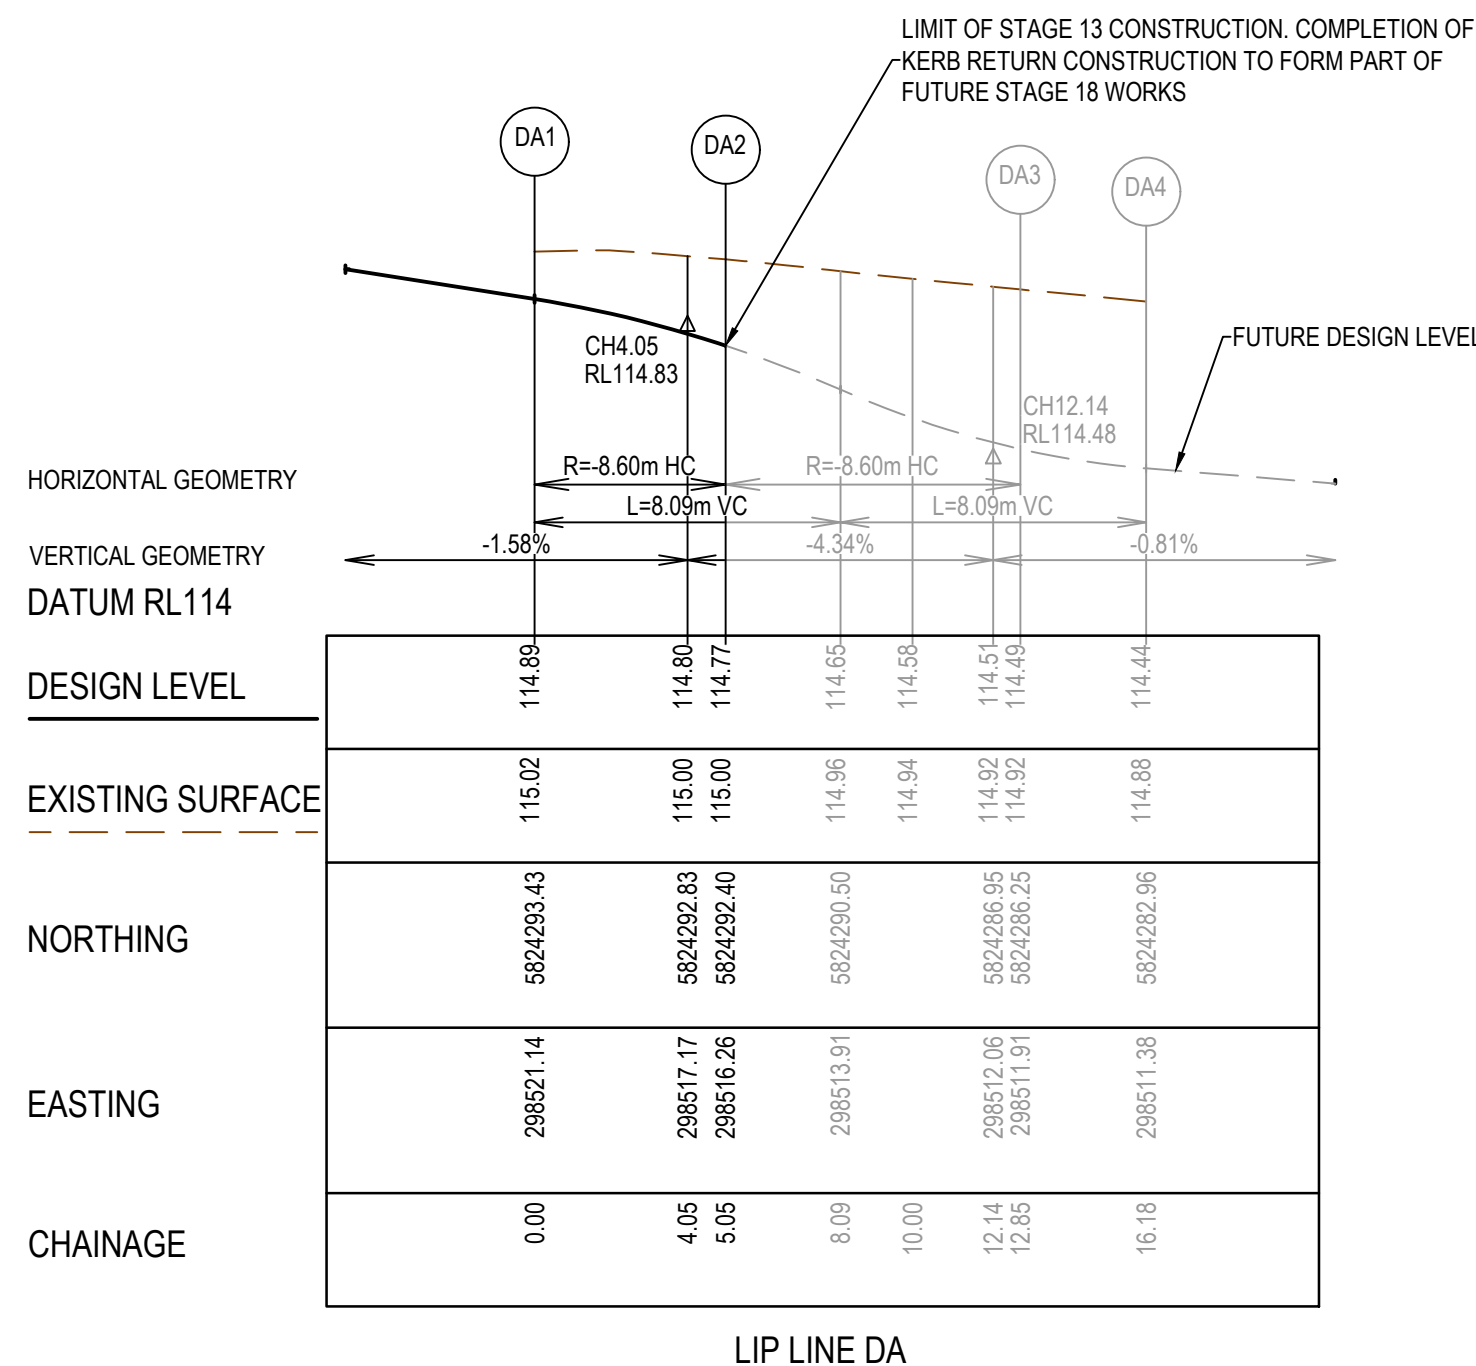 LIMIT OF STAGE 13 CONSTRUCTION. COMPLETION OF
KERB RETURN CONSTRUCTION TO FORM PART OF
FUTURE STAGE 18 WORKS
DA1
DA2
DA3
DA4
FUTURE DESIGN LEVEL
CH4.05
RL114.83
CH12.14
RL114.48
HORIZONTAL GEOMETRY
R=-8.60m HC
R=-8.60m HC
L=8.09m VC
L=8.09m VC
VERTICAL GEOMETRY
-1.58%
-4.34%
-0.81%
DATUM RL114
DESIGN LEVEL
114.89
114.80
114.77
114.65
114.58
114.51
114.49
114.44
EXISTING SURFACE
115.02
115.00
115.00
114.96
114.94
114.92
114.92
114.88
NORTHING
5824293.43
5824292.83
5824292.40
5824290.50
5824286.95
5824286.25
5824282.96
EASTING
298521.14
298517.17
298516.26
298513.91
298512.06
298511.91
298511.38
CHAINAGE
0.00
4.05
5.05
8.09
10.00
12.14
12.85
16.18
LIP LINE DA